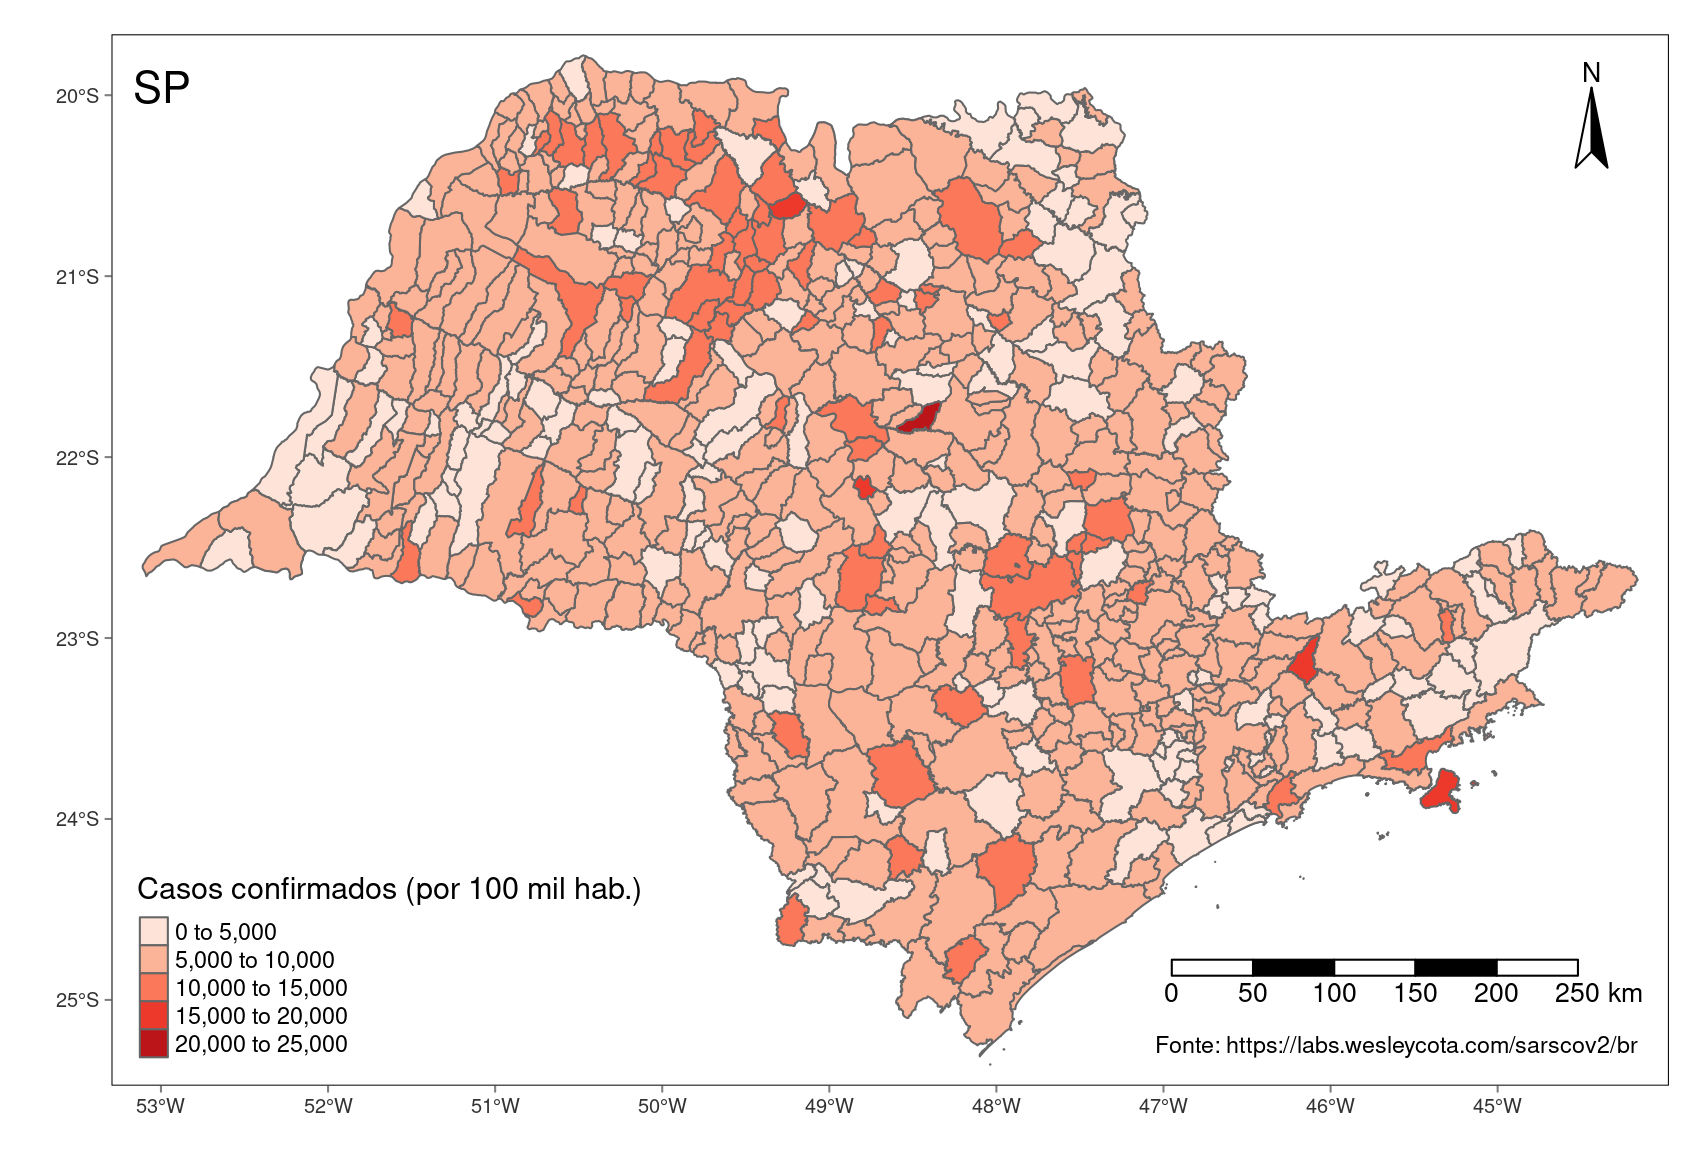 SP
N
20°S
21°S
22°S
23°S
24°S
25°S
Casos confirmados (por 100 mil hab.)
0 to 5,000
5,000 to 10,000
10,000 to 15,000
15,000 to 20,000
20,000 to 25,000
0 50 100 150 200 250 km
Fonte: https://labs.wesleycota.com/sarscov2/br
53°W 52°W 51°W 50°W 49°W 48°W 47°W 46°W 45°W